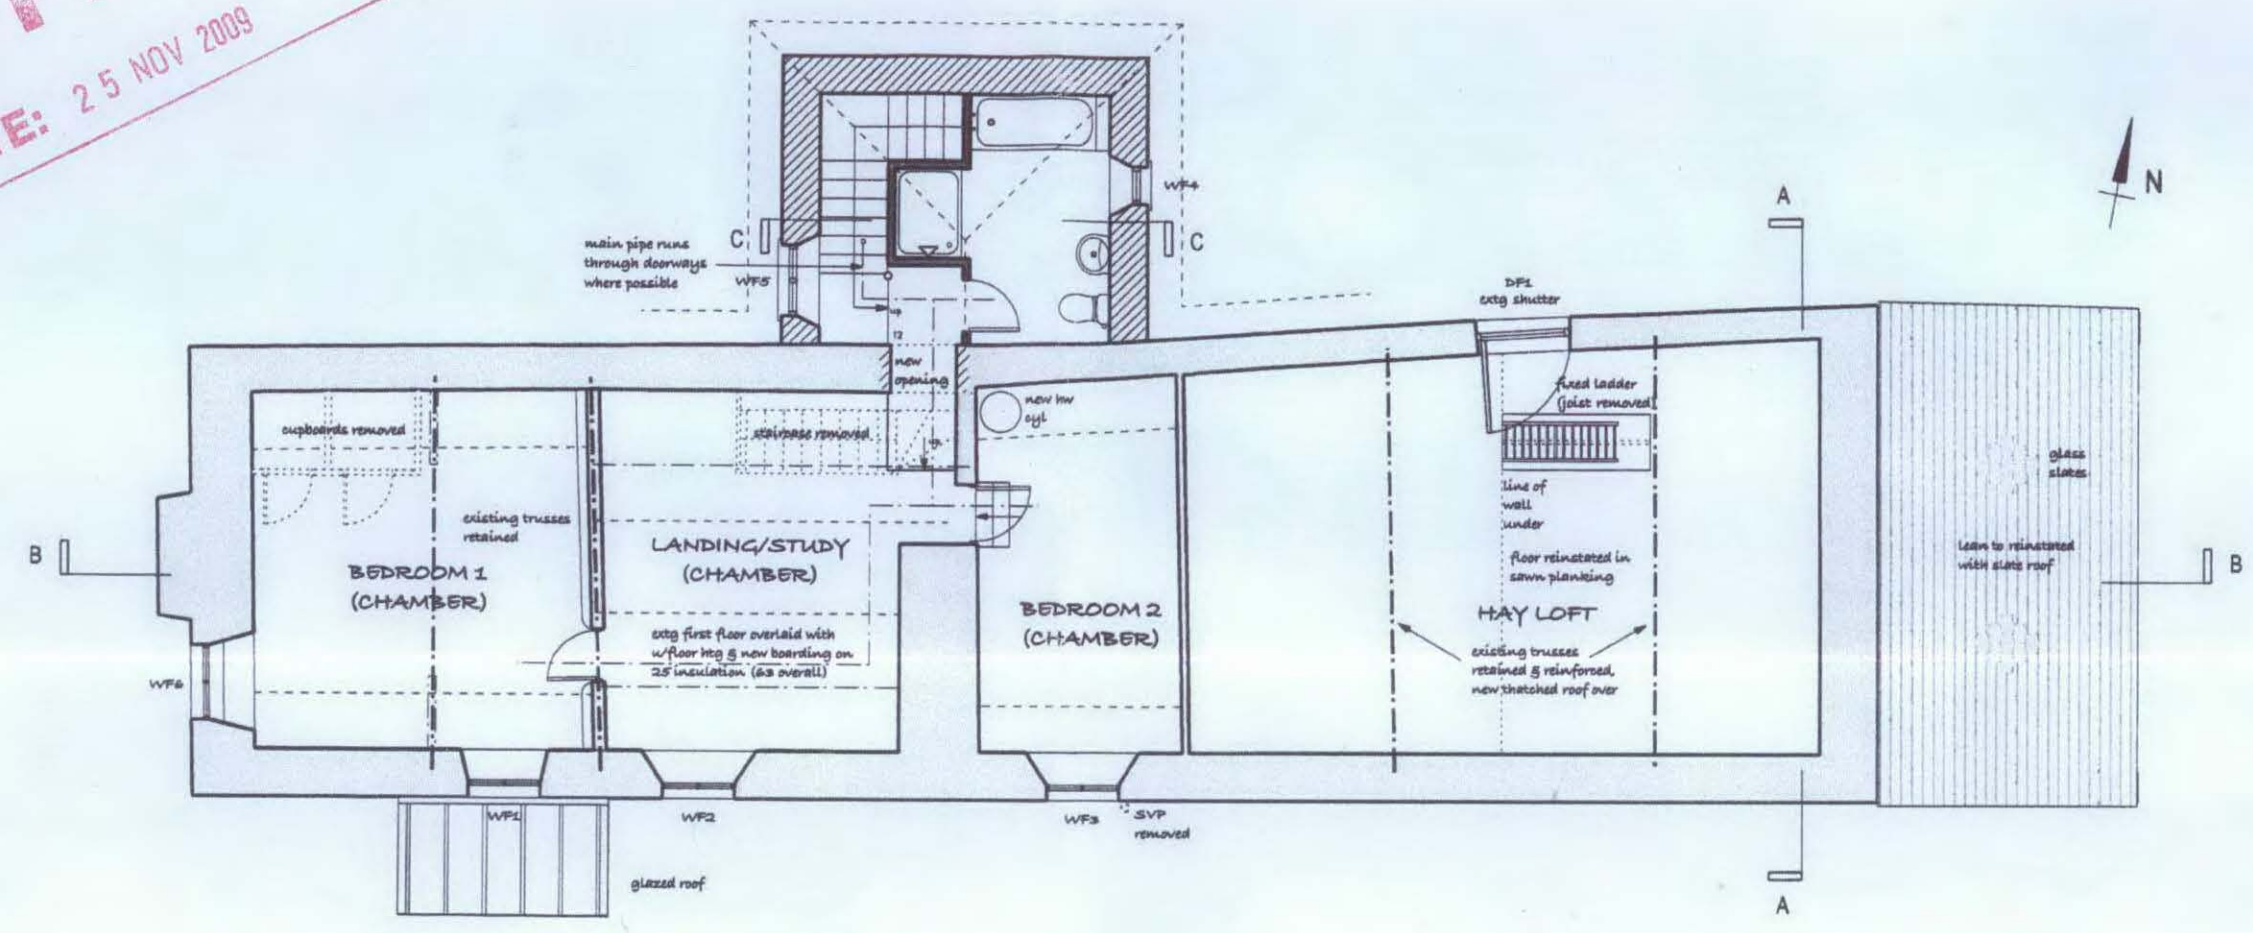 E: 25 NOV 2009
A
N
WF4
main pipe runs
through doorways
where possible
C
C
WF5
DF1
extg shutter
up
12
new
opening
fixed ladder
(joist removed)
new hw
cyl
cupboards removed
staircase removed
up
glass
slates
existing trusses
retained
line of
wall
under
LANDING/STUDY
(CHAMBER)
BEDROOM 1
(CHAMBER)
floor reinstated in
sawn planking
lean to reinstated
with slate roof
B
B
BEDROOM 2
(CHAMBER)
HAY LOFT
extg first floor overlaid with
u/floor htg & new boarding on
25 insulation (63 overall)
existing trusses
retained & reinforced,
new thatched roof over
WF6
WF1
WF2
WF3
SVP
removed
glazed roof
A